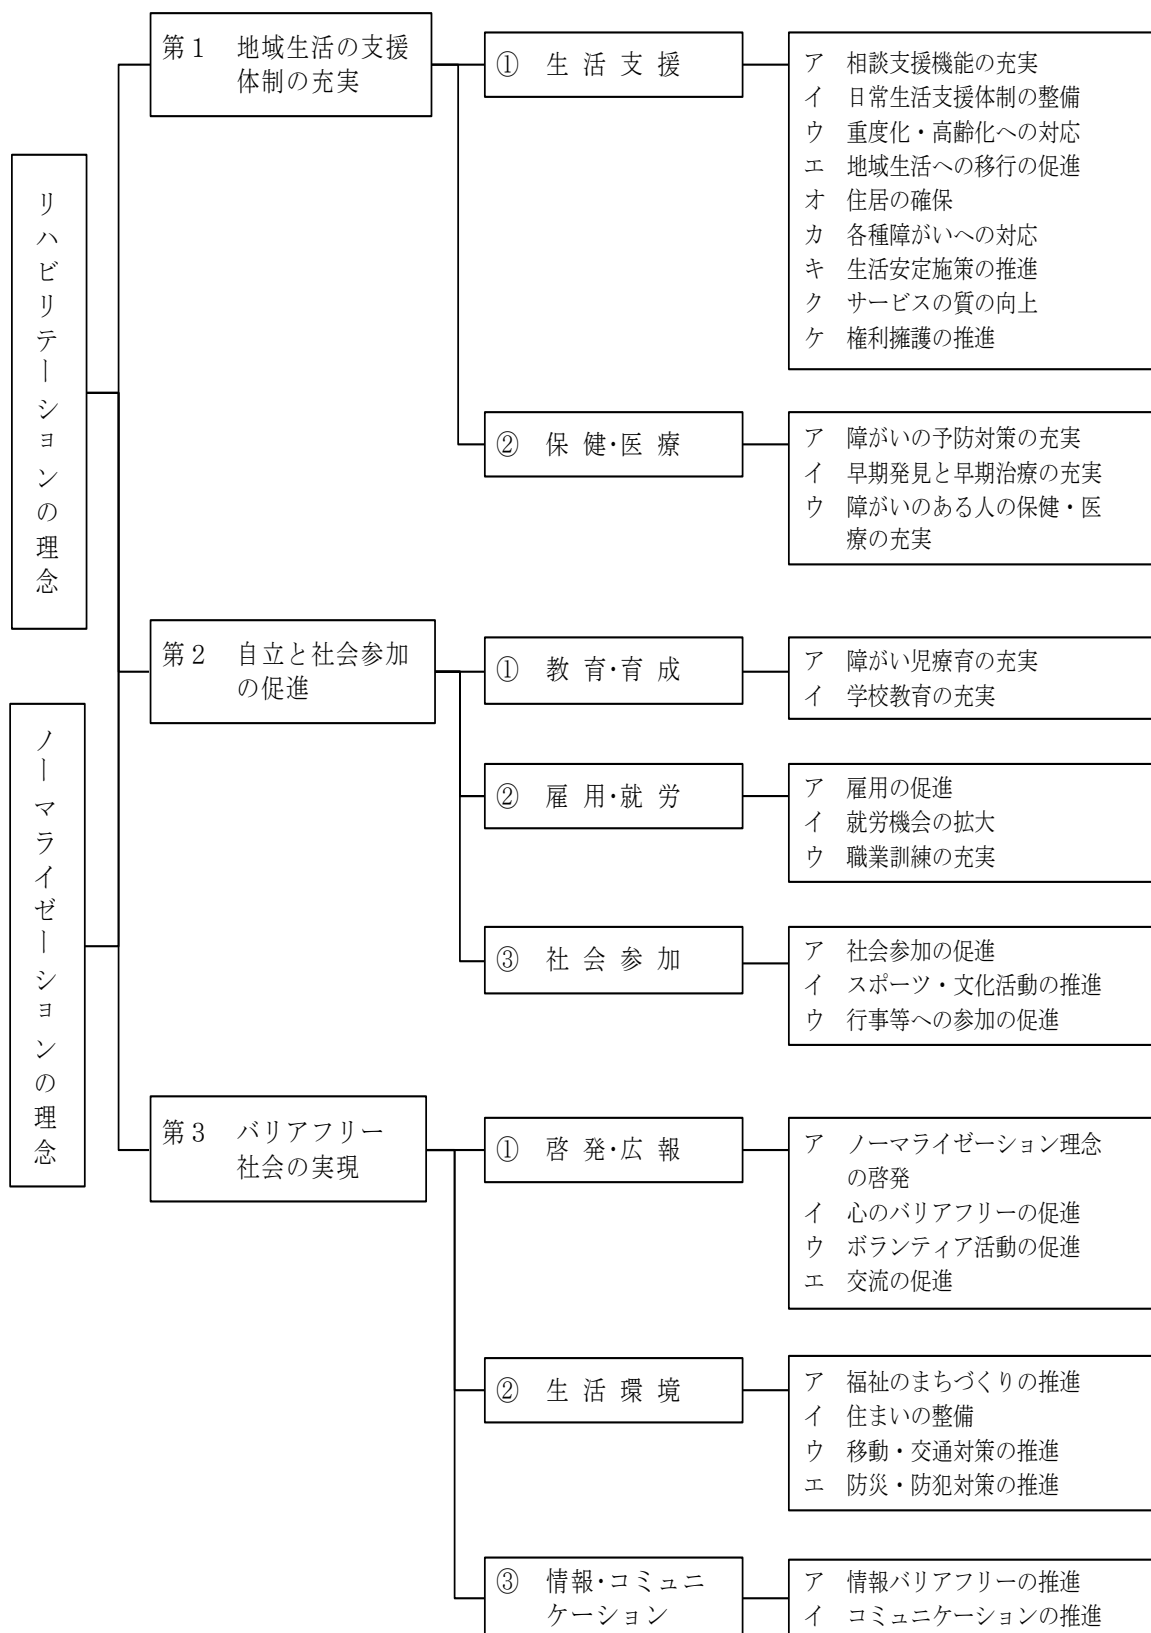 リハビリテーションの理念
ノーマライゼーションの理念
第１　地域生活の支援
体制の充実
①　生 活 支 援
ア　相談支援機能の充実
イ　日常生活支援体制の整備
ウ　重度化・高齢化への対応
エ　地域生活への移行の促進
オ　住居の確保
カ　各種障がいへの対応
キ　生活安定施策の推進
ク　サービスの質の向上
ケ　権利擁護の推進
②　保 健･医 療
ア　障がいの予防対策の充実
イ　早期発見と早期治療の充実
ウ　障がいのある人の保健・医
療の充実
第２　自立と社会参加
の促進
①　教 育･育 成
ア　障がい児療育の充実
イ　学校教育の充実
②　雇 用･就 労
ア　雇用の促進
イ　就労機会の拡大
ウ　職業訓練の充実
③　社 会 参 加
ア　社会参加の促進
イ　スポーツ・文化活動の推進
ウ　行事等への参加の促進
第３　バリアフリー
社会の実現
①　啓 発･広 報
ア　ノーマライゼーション理念
の啓発
イ　心のバリアフリーの促進
ウ　ボランティア活動の促進
エ　交流の促進
②　生 活 環 境
ア　福祉のまちづくりの推進
イ　住まいの整備
ウ　移動・交通対策の推進
エ　防災・防犯対策の推進
③　情報･コミュニ
ケーション
ア　情報バリアフリーの推進
イ　コミュニケーションの推進